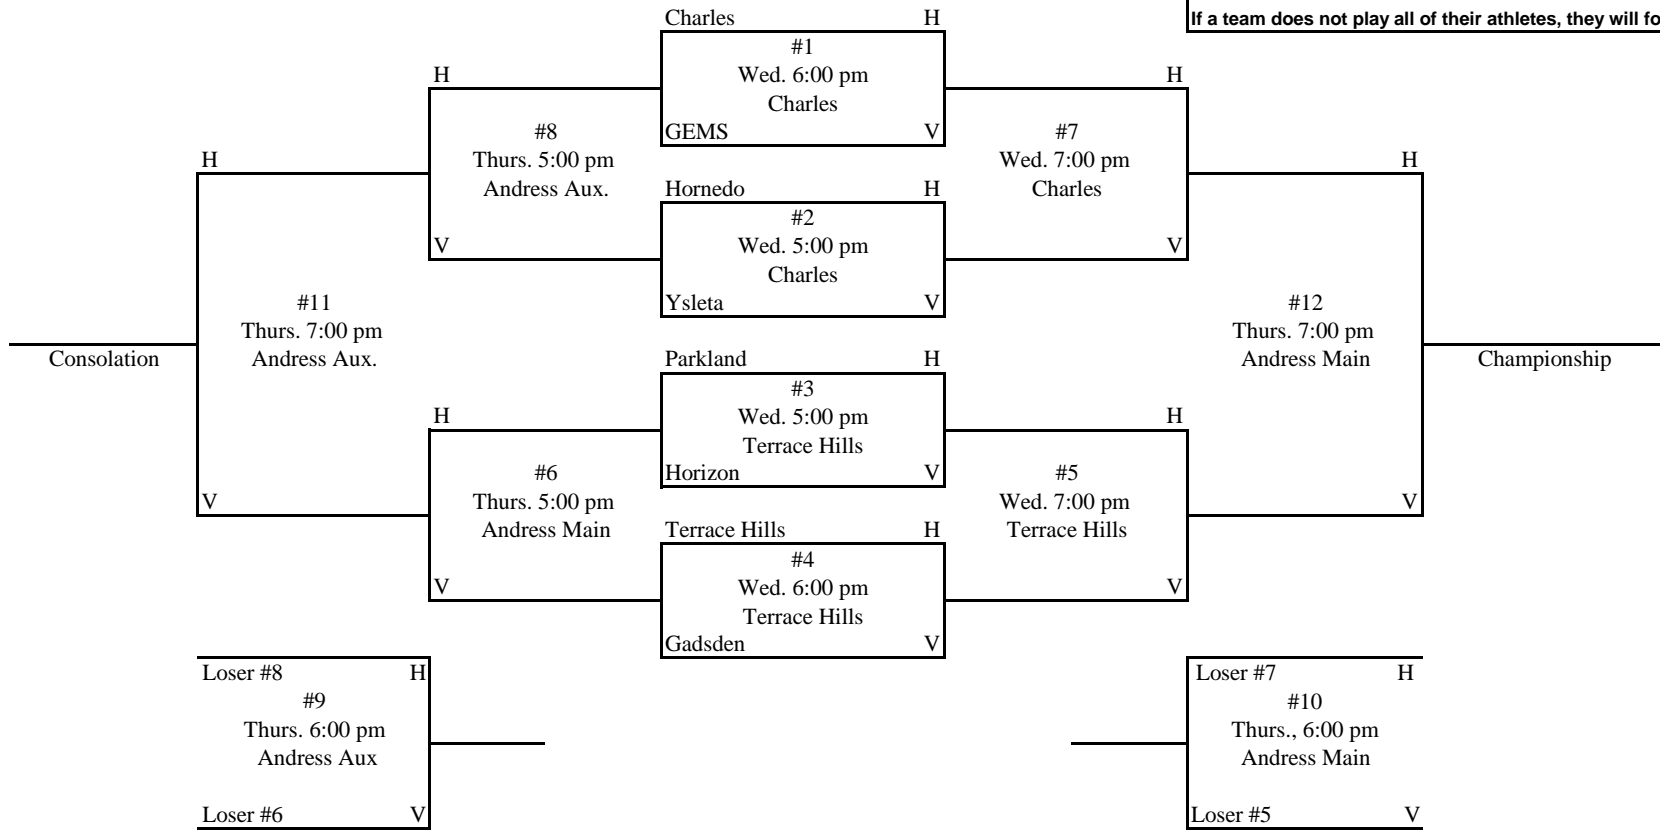 Charles H
If a team does not play all of their athletes, they will fo
#1
Wed. 6:00 pm
Charles
GEMS V
H
#8
Thurs. 5:00 pm
Andress Aux.
V
H
#7
Wed. 7:00 pm
Charles
V
Hornedo H
#2
Wed. 5:00 pm
Charles
Ysleta V
H
#11
Thurs. 7:00 pm
Andress Aux.
V
Consolation
H
#12
Thurs. 7:00 pm
Andress Main
V
Championship
Parkland H
#3
Wed. 5:00 pm
Terrace Hills
Horizon V
H
#6
Thurs. 5:00 pm
Andress Main
V
H
#5
Wed. 7:00 pm
Terrace Hills
V
Terrace Hills H
#4
Wed. 6:00 pm
Terrace Hills
Gadsden V
Loser #8 H
#9
Thurs. 6:00 pm
Andress Aux
Loser #6 V
Loser #7 H
#10
Thurs., 6:00 pm
Andress Main
Loser #5 V